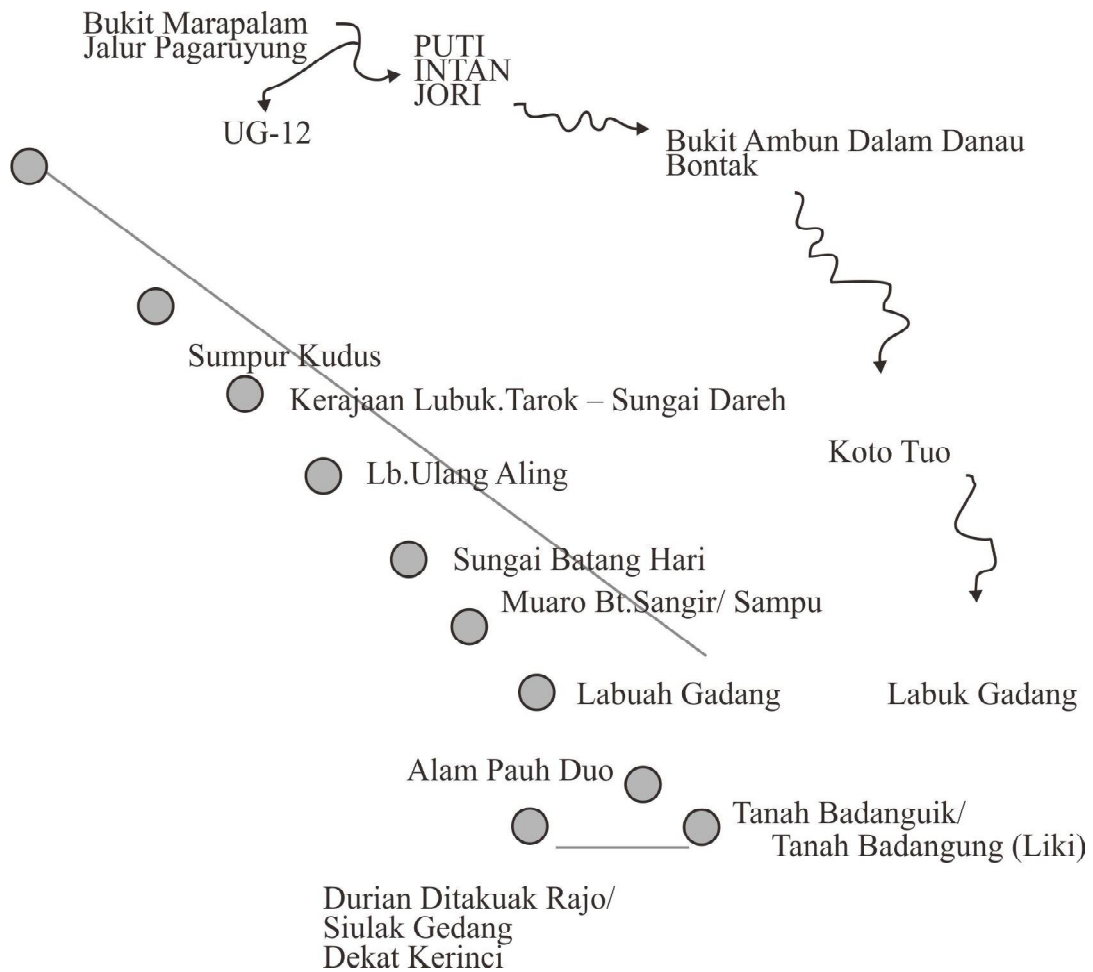 Bukit Marapalam
Jalur Pagaruyung
PUTI
INTAN
JORI
UG-12
Bukit Ambun Dalam Danau
Bontak
Sumpur Kudus
Kerajaan Lubuk.Tarok – Sungai Dareh
Koto Tuo
Lb.Ulang Aling
Sungai Batang Hari
Muaro Bt.Sangir/ Sampu
Labuah Gadang
Labuk Gadang
Alam Pauh Duo
Tanah Badanguik/
Tanah Badangung (Liki)
Durian Ditakuak Rajo/
Siulak Gedang
Dekat Kerinci